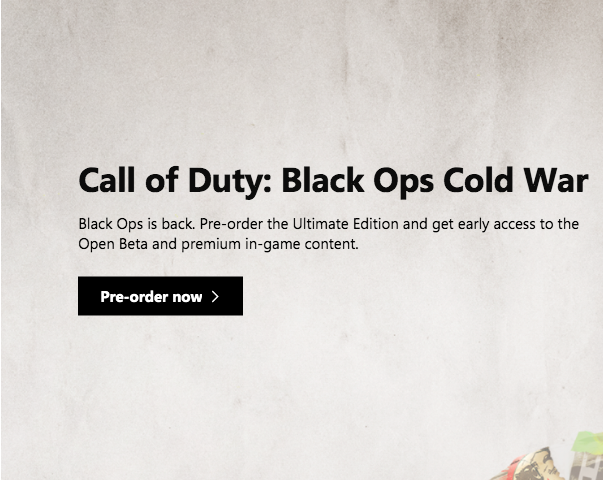 Call of Duty: Black Ops Cold War
Black Ops is back. Pre-order the Ultimate Edition and get early access to the
Open Beta and premium in-game content.
Pre-order now